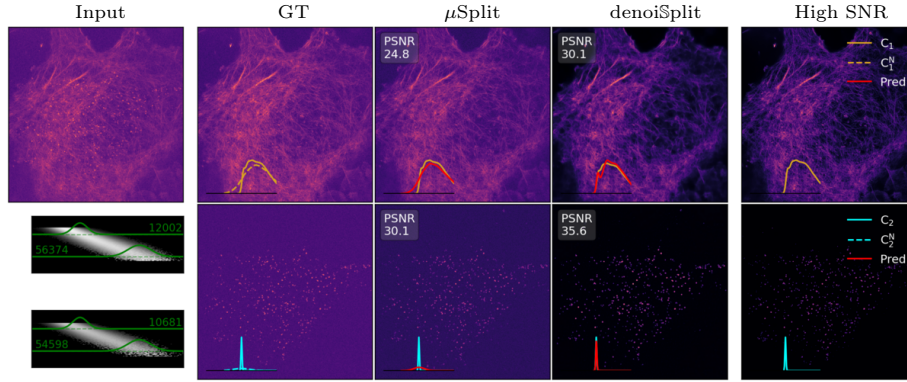 Input GT μSplit denoi𝕊plit High SNR
PSNR
24.8
PSNR
30.1
C₁
C₁ᴺ
Pred
12002
56374
10681
54598
PSNR
30.1
PSNR
35.6
C₂
C₂ᴺ
Pred